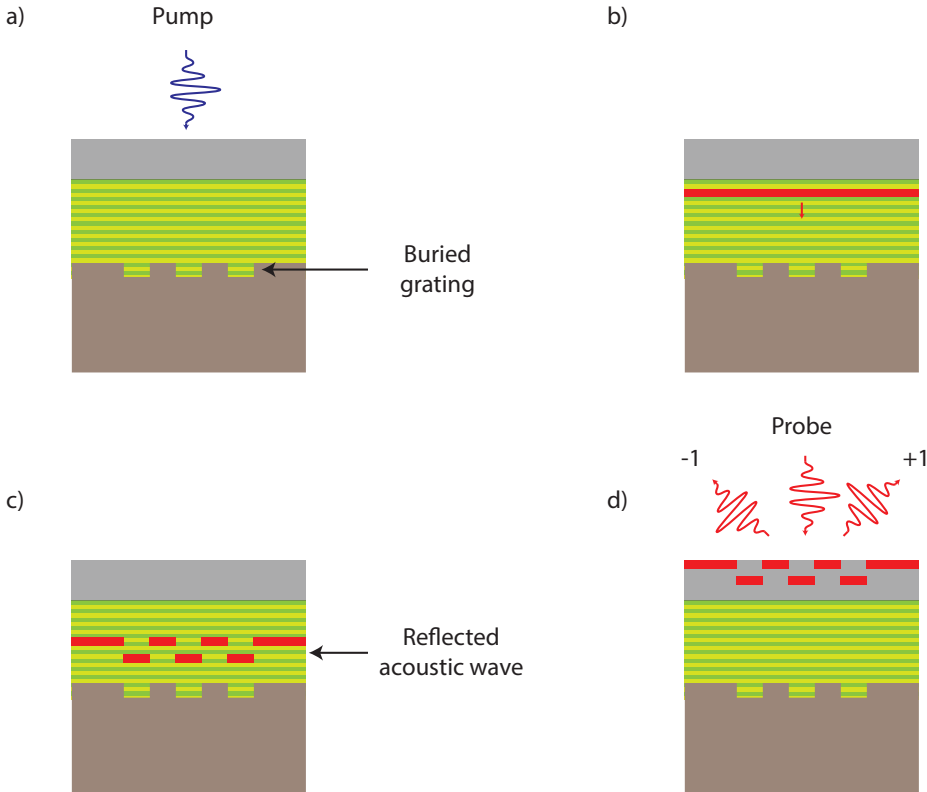 a)
Pump
b)
Buried
grating
Probe
-1
+1
c)
d)
Reflected
acoustic wave